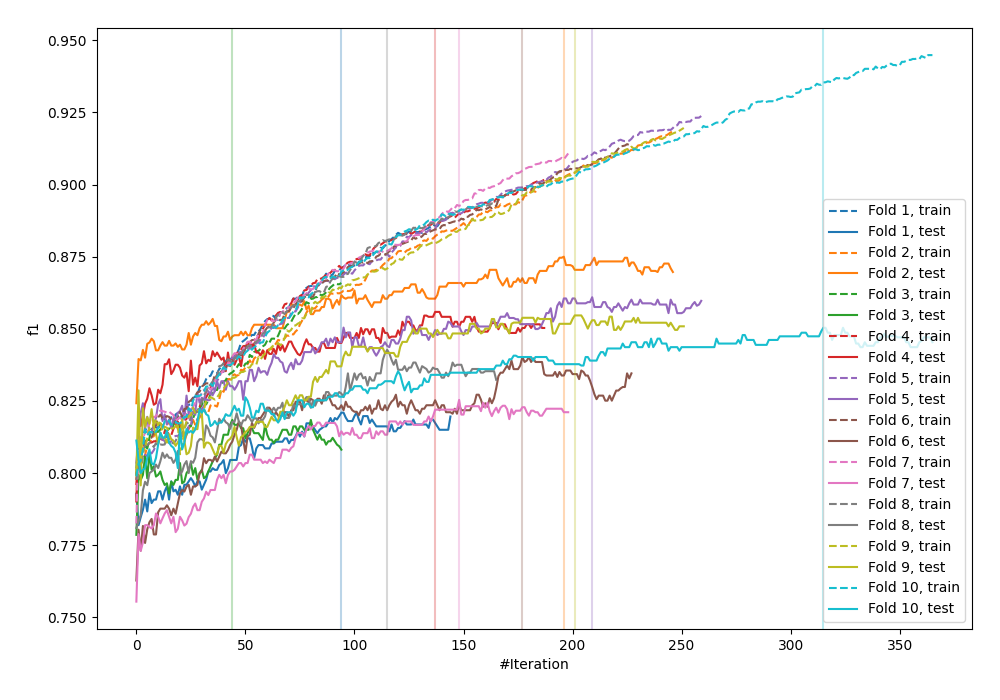 0.950
0.925
0.900
0.875
0.850
0.825
0.800
0.775
0.750
f1
0 50 100 150 200 250 300 350
#Iteration
Fold 1, train
Fold 1, test
Fold 2, train
Fold 2, test
Fold 3, train
Fold 3, test
Fold 4, train
Fold 4, test
Fold 5, train
Fold 5, test
Fold 6, train
Fold 6, test
Fold 7, train
Fold 7, test
Fold 8, train
Fold 8, test
Fold 9, train
Fold 9, test
Fold 10, train
Fold 10, test